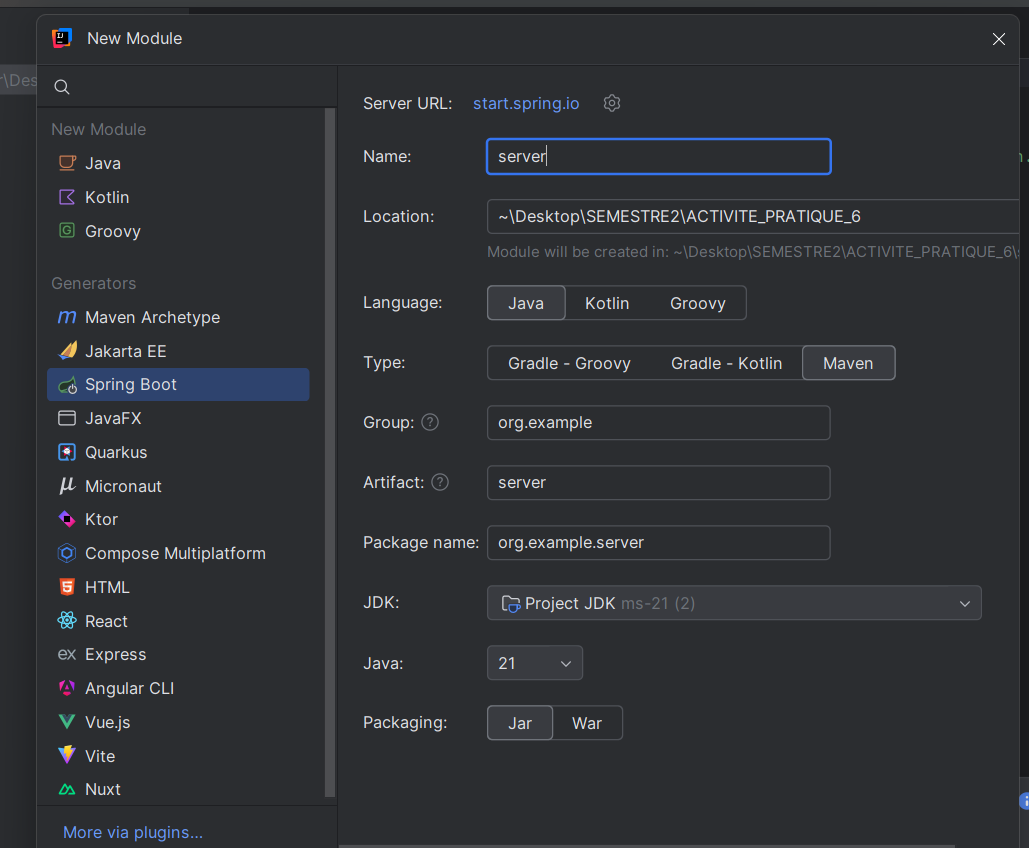 New Module
r\Des
New Module
Java
Kotlin
Groovy
Generators
Maven Archetype
Jakarta EE
Spring Boot
JavaFX
Quarkus
Micronaut
Ktor
Compose Multiplatform
HTML
React
Express
Angular CLI
Vue.js
Vite
Nuxt
More via plugins...
Server URL: start.spring.io
Name: server
Location: ~\Desktop\SEMESTRE2\ACTIVITE_PRATIQUE_6
Module will be created in: ~\Desktop\SEMESTRE2\ACTIVITE_PRATIQUE_6\
Language: Java Kotlin Groovy
Type: Gradle - Groovy Gradle - Kotlin Maven
Group: ? org.example
Artifact: ? server
Package name: org.example.server
JDK: Project JDK ms-21 (2)
Java: 21
Packaging: Jar War